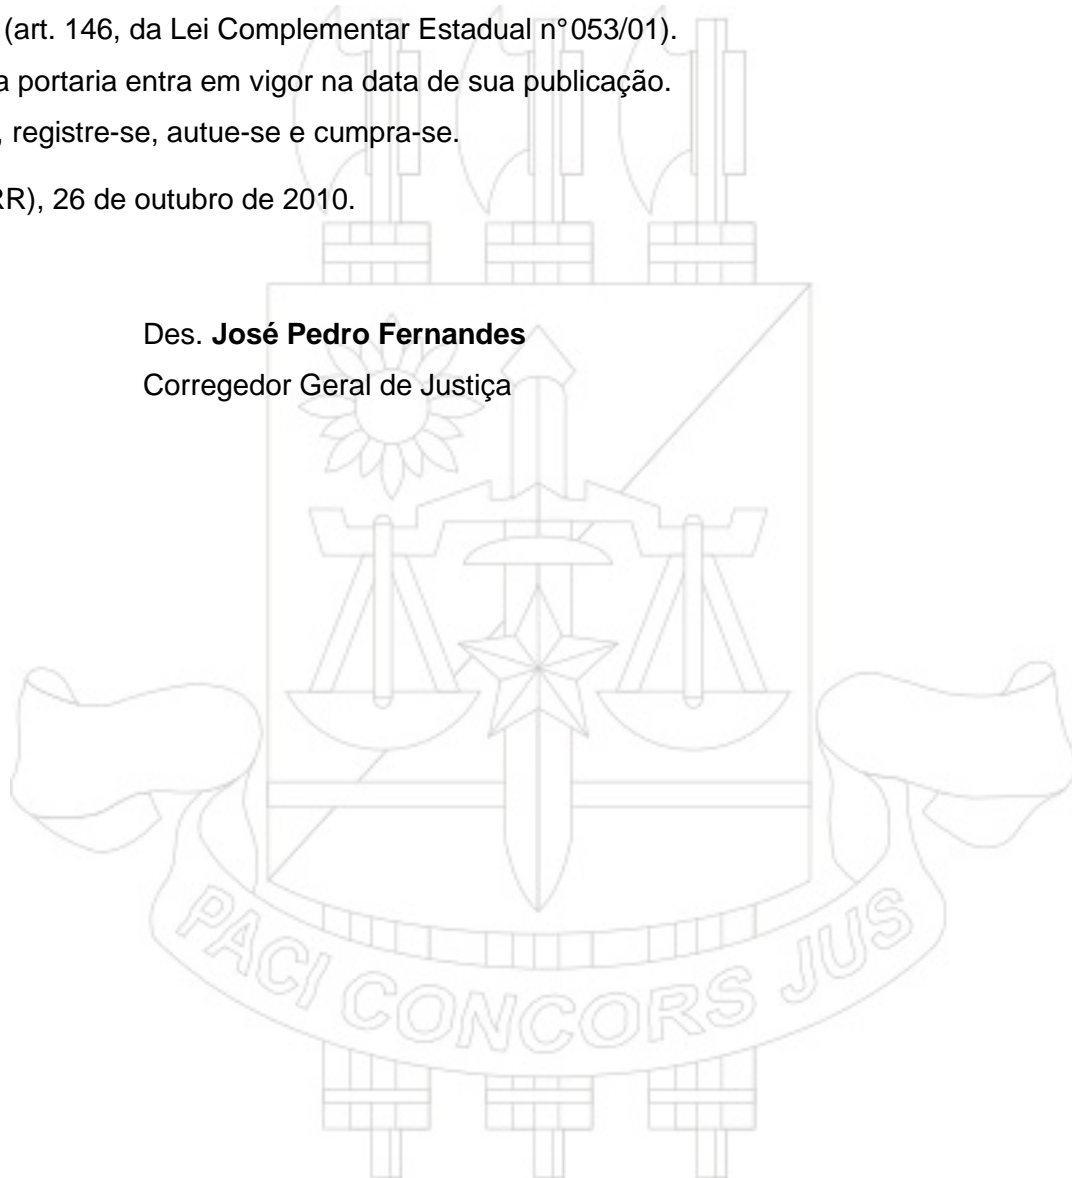 (art. 146, da Lei Complementar Estadual n° 053/01).
a portaria entra em vigor na data de sua publicação.
, registre-se, autue-se e cumpra-se.
RR), 26 de outubro de 2010.
Des. José Pedro Fernandes
Corregedor Geral de Justiça
PACI CONCORS JUS